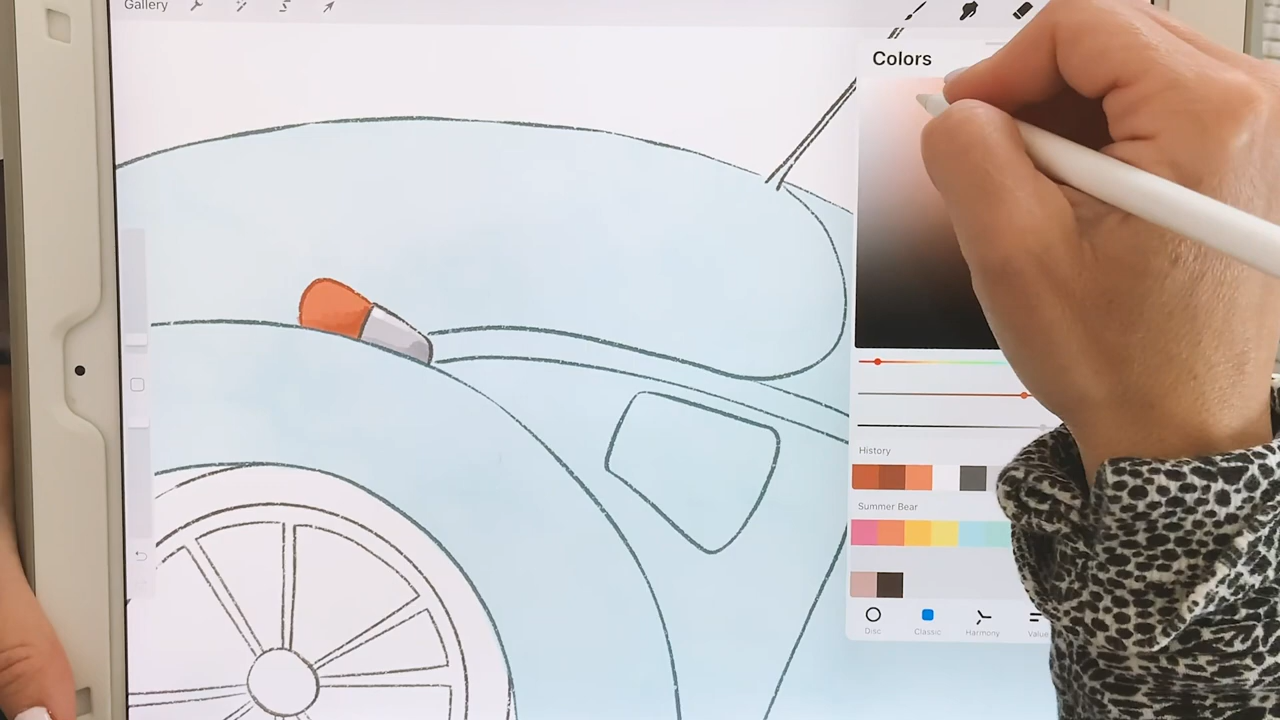 Gallery
Colors
History
Summer Bear
Disc
Classic
Harmony
Value